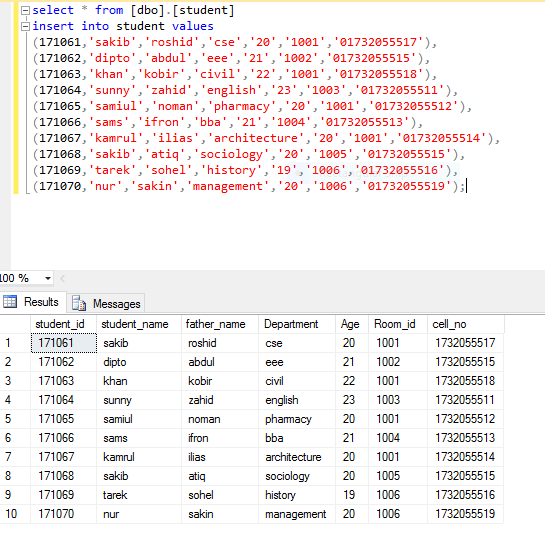 select * from [dbo].[student]
insert into student values
(171061,'sakib','roshid','cse','20','1001','01732055517'),
(171062,'dipto','abdul','eee','21','1002','01732055515'),
(171063,'khan','kobir','civil','22','1001','01732055518'),
(171064,'sunny','zahid','english','23','1003','01732055511'),
(171065,'samiul','noman','pharmacy','20','1001','01732055512'),
(171066,'sams','ifron','bba','21','1004','01732055513'),
(171067,'kamrul','ilias','architecture','20','1001','01732055514'),
(171068,'sakib','atiq','sociology','20','1005','01732055515'),
(171069,'tarek','sohel','history','19','1006','01732055516'),
(171070,'nur','sakin','management','20','1006','01732055519');
100 %
Results Messages
student_id student_name father_name Department Age Room_id cell_no
1 171061 sakib roshid cse 20 1001 1732055517
2 171062 dipto abdul eee 21 1002 1732055515
3 171063 khan kobir civil 22 1001 1732055518
4 171064 sunny zahid english 23 1003 1732055511
5 171065 samiul noman pharmacy 20 1001 1732055512
6 171066 sams ifron bba 21 1004 1732055513
7 171067 kamrul ilias architecture 20 1001 1732055514
8 171068 sakib atiq sociology 20 1005 1732055515
9 171069 tarek sohel history 19 1006 1732055516
10 171070 nur sakin management 20 1006 1732055519